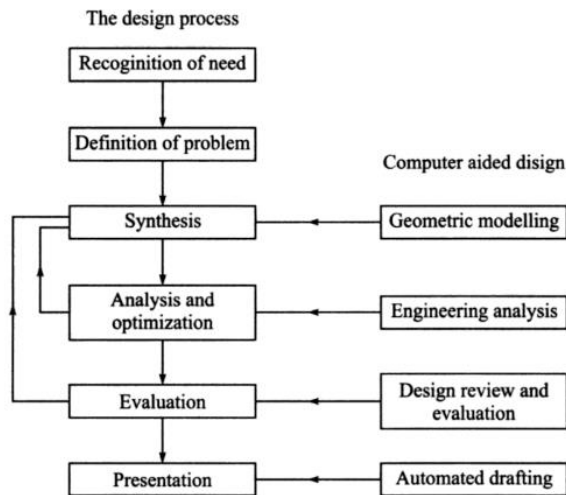 The design process
Recoginition of need
Definition of problem
Computer aided disign
Synthesis
Geometric modelling
Analysis and
optimization
Engineering analysis
Evaluation
Design review and
evaluation
Presentation
Automated drafting